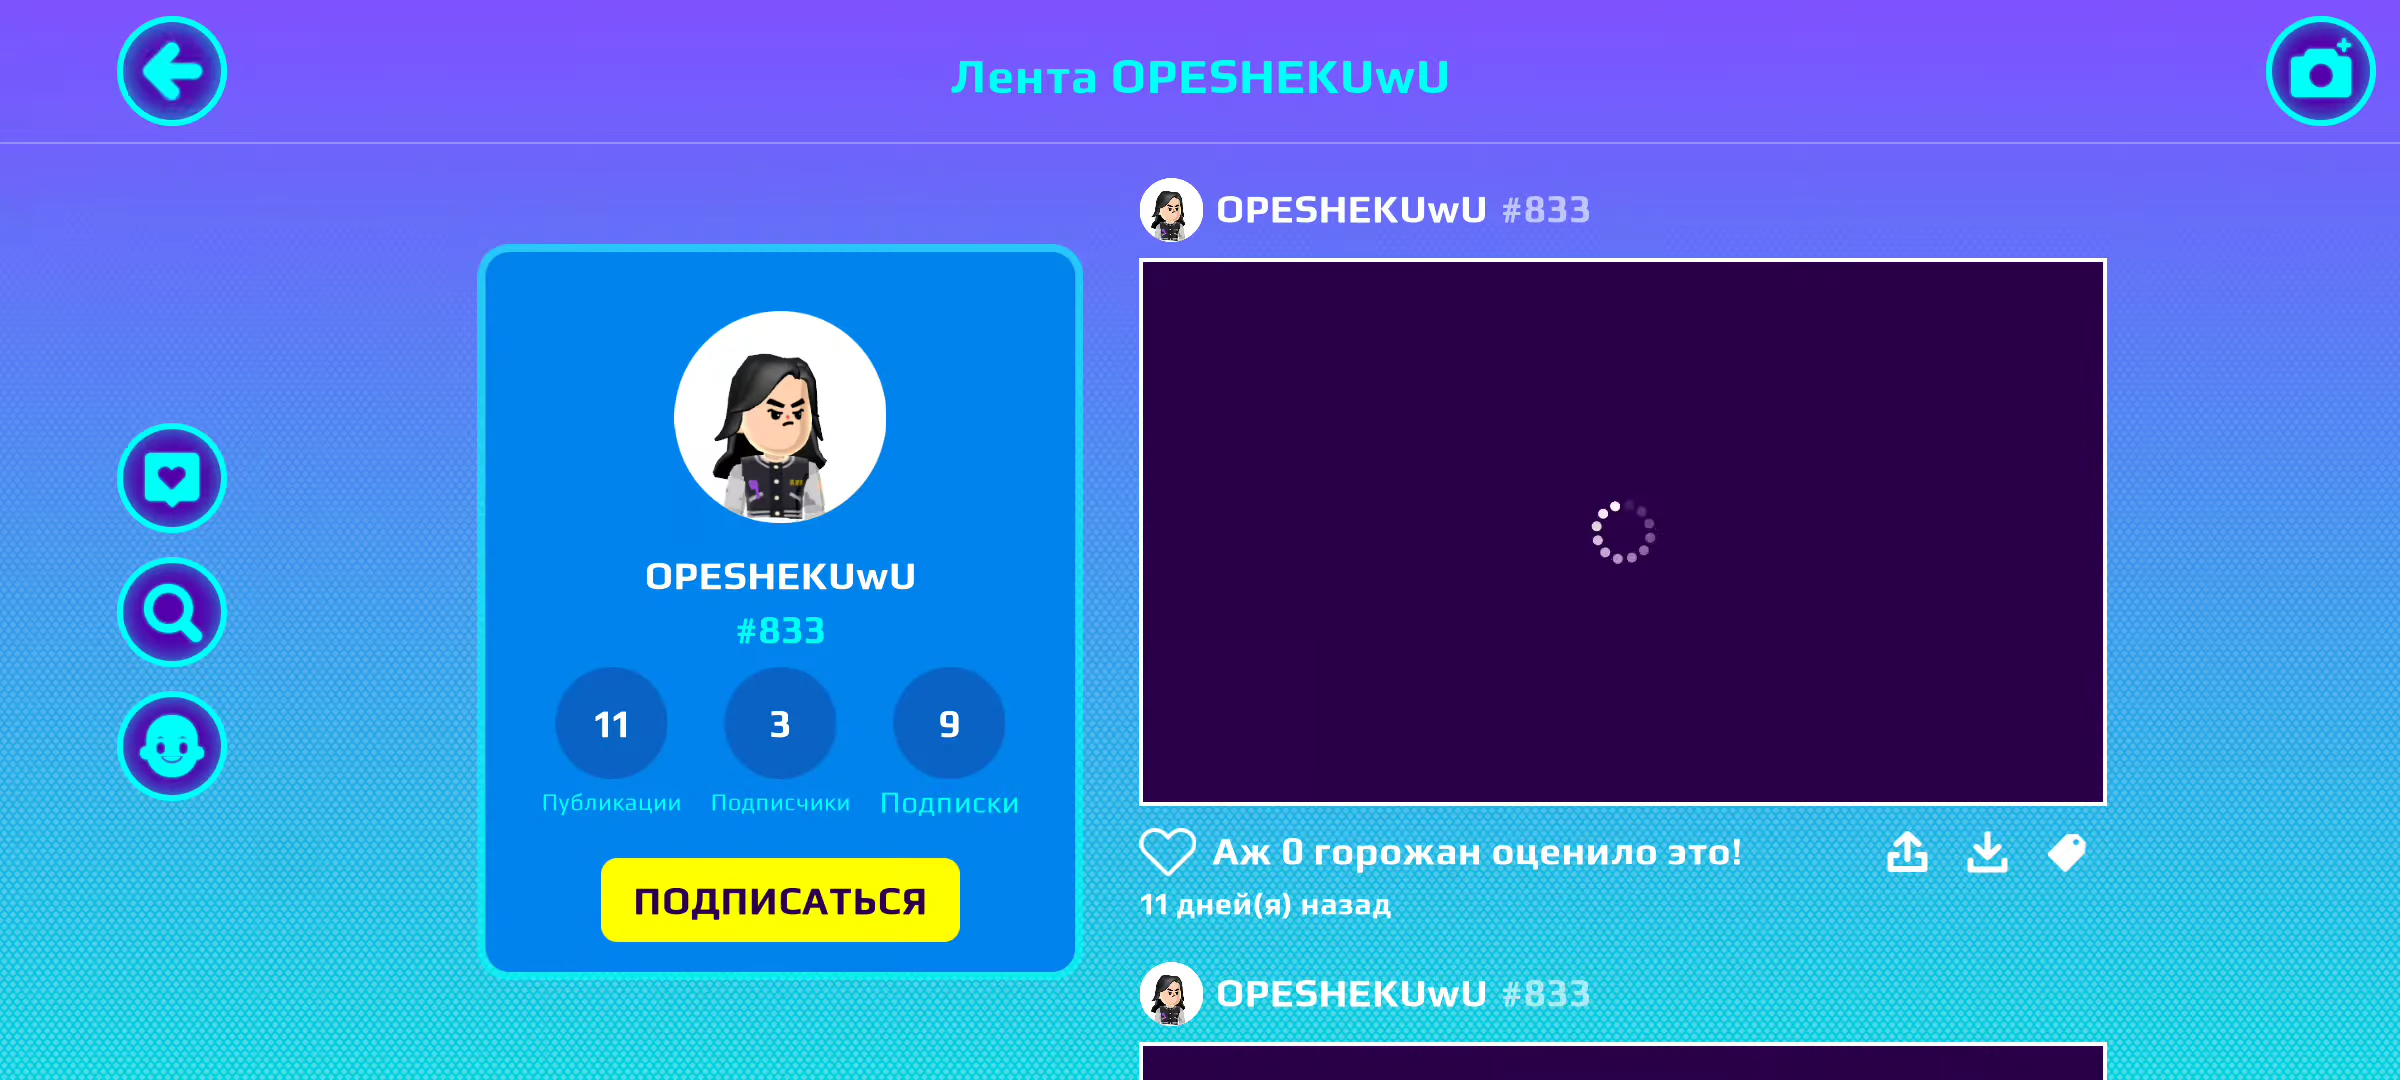 Лента OPESHEKUwU
OPESHEKUwU
#833
11
3
9
Публикации
Подписчики
Подписки
ПОДПИСАТЬСЯ
OPESHEKUwU #833
Аж 0 горожан оценило это!
11 дней(я) назад
OPESHEKUwU #833